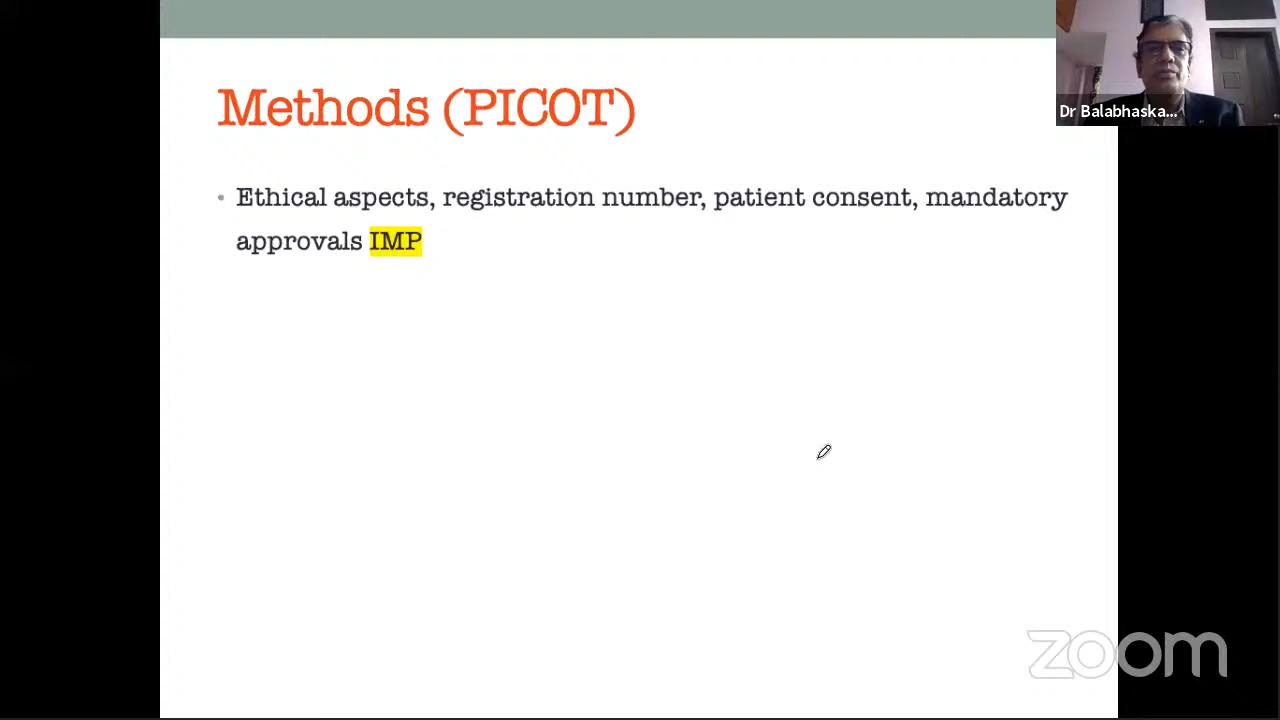 Methods (PICOT)
Dr Balabhaska...
• Ethical aspects, registration number, patient consent, mandatory
approvals IMP
zoom